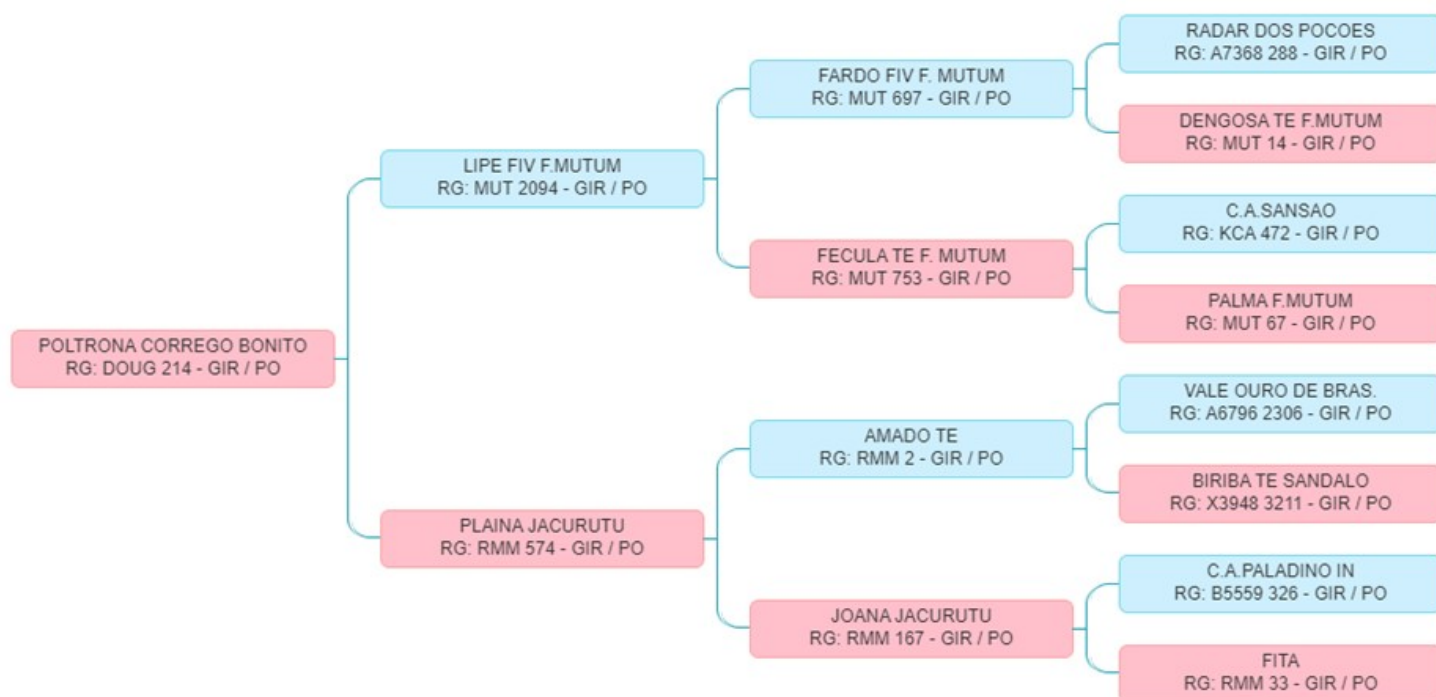 RADAR DOS POCOES
RG: A7368 288 - GIR / PO
FARDO FIV F. MUTUM
RG: MUT 697 - GIR / PO
DENGOSA TE F.MUTUM
RG: MUT 14 - GIR / PO
LIPE FIV F.MUTUM
RG: MUT 2094 - GIR / PO
C.A.SANSAO
RG: KCA 472 - GIR / PO
FECULA TE F. MUTUM
RG: MUT 753 - GIR / PO
PALMA F.MUTUM
RG: MUT 67 - GIR / PO
POLTRONA CORREGO BONITO
RG: DOUG 214 - GIR / PO
VALE OURO DE BRAS.
RG: A6796 2306 - GIR / PO
AMADO TE
RG: RMM 2 - GIR / PO
BIRIBA TE SANDALO
RG: X3948 3211 - GIR / PO
PLAINA JACURUTU
RG: RMM 574 - GIR / PO
C.A.PALADINO IN
RG: B5559 326 - GIR / PO
JOANA JACURUTU
RG: RMM 167 - GIR / PO
FITA
RG: RMM 33 - GIR / PO